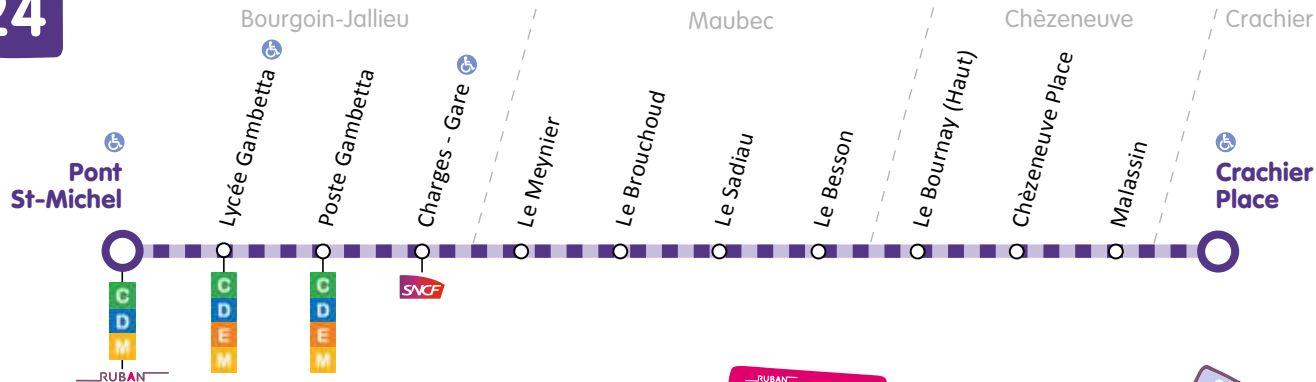 24
Bourgoin-Jallieu
Maubec
Chèzeneuve
Crachier
Pont
St-Michel
Lycée Gambetta
Poste Gambetta
Charges - Gare
Le Meynier
Le Brouchoud
Le Sadiau
Le Besson
Le Bournay (Haut)
Chèzeneuve Place
Malassin
Crachier
Place
C
D
M
RUBAN
C
D
E
M
C
D
E
M
SNCF
RUBAN